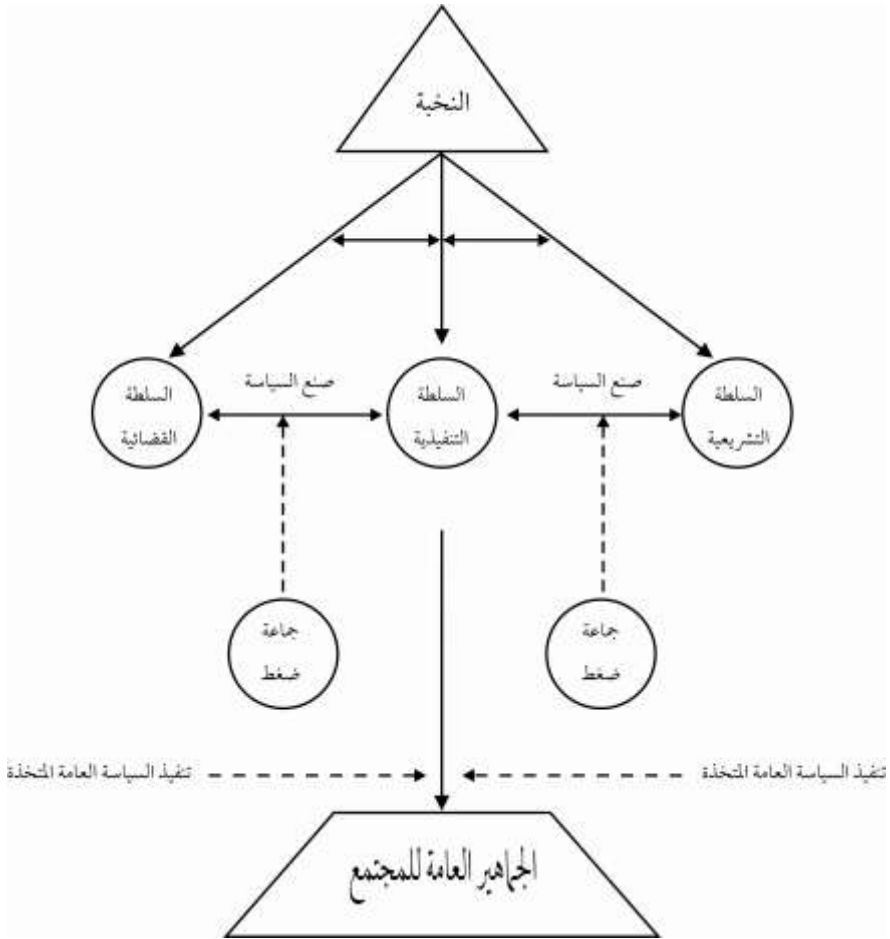 النخبة
صنع السياسة
صنع السياسة
السلطة
التشريعية
السلطة
التنفيذية
السلطة
القضائية
جماعة
ضغط
جماعة
ضغط
تنفيذ السياسة العامة المتخذة
تنفيذ السياسة العامة المتخذة
الجماهير العامة للمجتمع